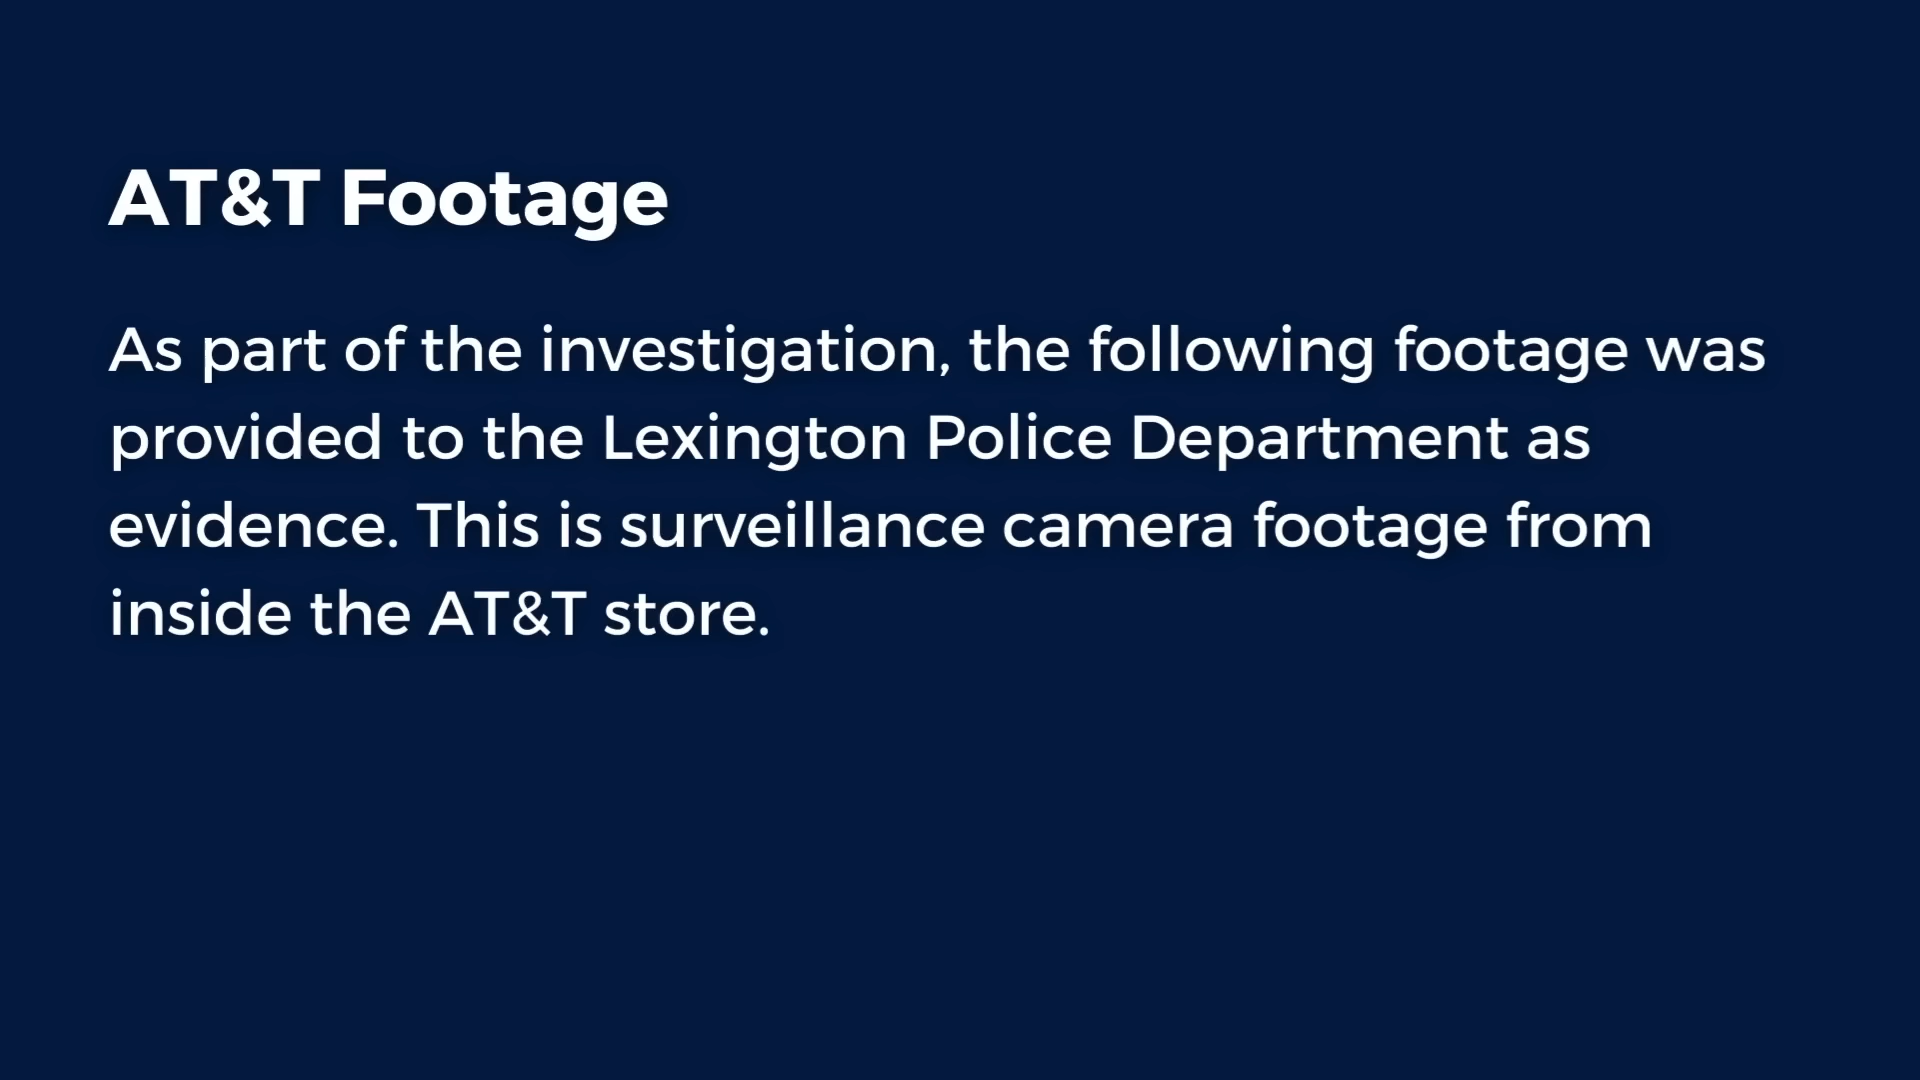 AT&T Footage
As part of the investigation, the following footage was
provided to the Lexington Police Department as
evidence. This is surveillance camera footage from
inside the AT&T store.